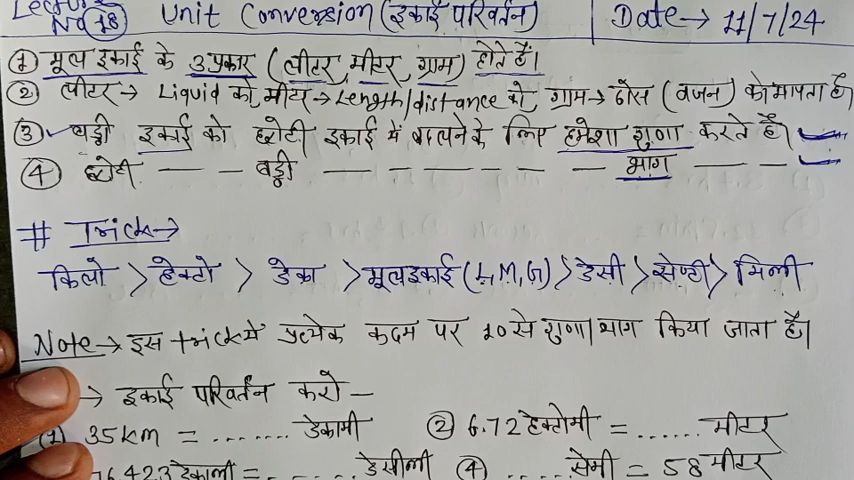 Lecture No 18 Unit Conversion (इकाई परिवर्तन) Date → 11/7/24
① मूल इकाई के 3 प्रकार (लीटर, मीटर, ग्राम) होते हैं।
② लीटर → Liquid को मीटर → Length/distance को ग्राम → ठोस (वजन) को मापता है
③ बड़ी इकाई को छोटी इकाई में बदलने के लिए हमेशा गुणा करते हैं।
④ छोटी — — बड़ी — — — — — — भाग — —
# Trick →
किलो > हेक्टो > डेका > मूल इकाई (L, M, G) > डेसी > सेण्टी > मिली
Note → इस trick में प्रत्येक कदम पर 10 से गुणा/भाग किया जाता है।
→ इकाई परिवर्तन करो —
(1) 35 km = ....... डेकामी ② 6.72 हेक्टोमी = ...... मीटर
76.423 डेकाली = ....... डेसीली ④ ...... सेमी = 58 मीटर